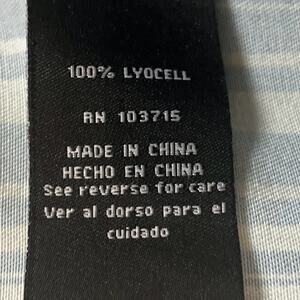 100% LYOCELL
RN 103715
MADE IN CHINA
HECHO EN CHINA
See reverse for care
Ver al dorso para el
cuidado